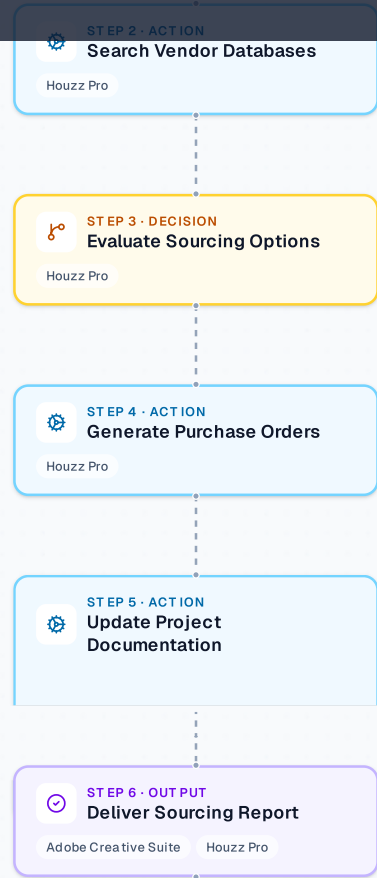 STEP 2 · ACTION
Search Vendor Databases
Houzz Pro
STEP 3 · DECISION
Evaluate Sourcing Options
Houzz Pro
STEP 4 · ACTION
Generate Purchase Orders
Houzz Pro
STEP 5 · ACTION
Update Project
Documentation
STEP 6 · OUTPUT
Deliver Sourcing Report
Adobe Creative Suite Houzz Pro